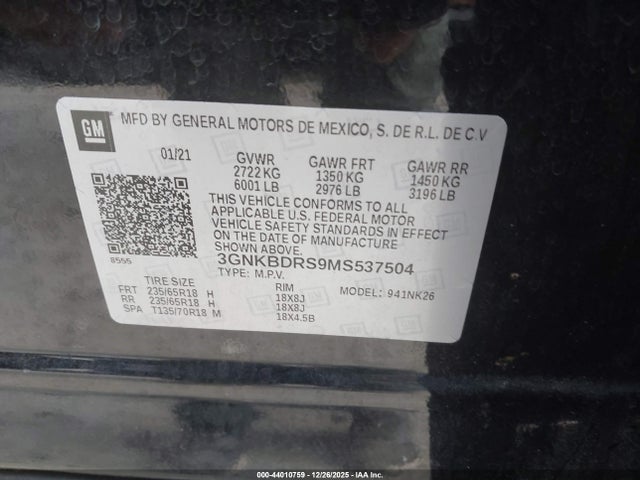 GM
MFD BY GENERAL MOTORS DE MEXICO, S. DE R.L. DE C.V
01/21 GVWR GAWR FRT GAWR RR
2722 KG 1350 KG 1450 KG
6001 LB 2976 LB 3196 LB
THIS VEHICLE CONFORMS TO ALL
APPLICABLE U.S. FEDERAL MOTOR
VEHICLE SAFETY STANDARDS IN EFFECT
ON THE DATE OF MANUFACTURE SHOWN ABOVE.
3GNKBDRS9MS537504
8555 TYPE: M.P.V.
TIRE SIZE RIM MODEL: 941NK26
FRT 235/65R18 H 18X8J
RR 235/65R18 H 18X8J
SPA T135/70R18 M 18X4.5B
000-44010759 - 12/26/2025 - IAA Inc.